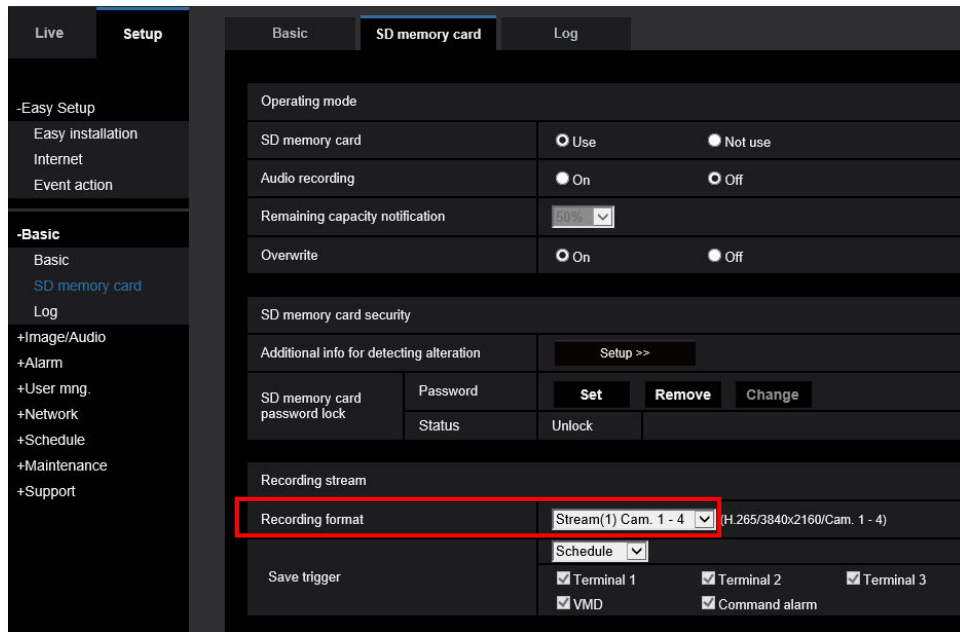 Live Setup
Basic SD memory card Log
-Easy Setup
Easy installation
Internet
Event action
-Basic
Basic
SD memory card
Log
+Image/Audio
+Alarm
+User mng.
+Network
+Schedule
+Maintenance
+Support
Operating mode
SD memory card Use Not use
Audio recording On Off
Remaining capacity notification 50%
Overwrite On Off
SD memory card security
Additional info for detecting alteration Setup >>
SD memory card
password lock
Password Set Remove Change
Status Unlock
Recording stream
Recording format Stream(1) Cam. 1 - 4 (H.265/3840x2160/Cam. 1 - 4)
Save trigger
Schedule
Terminal 1 Terminal 2 Terminal 3
VMD Command alarm